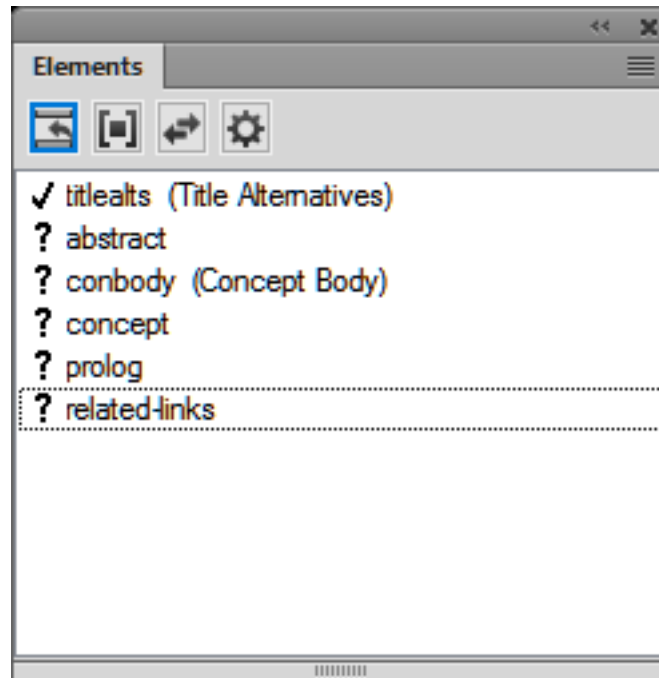 Elements
titlealts (Title Alternatives)
? abstract
? conbody (Concept Body)
? concept
? prolog
? related-links